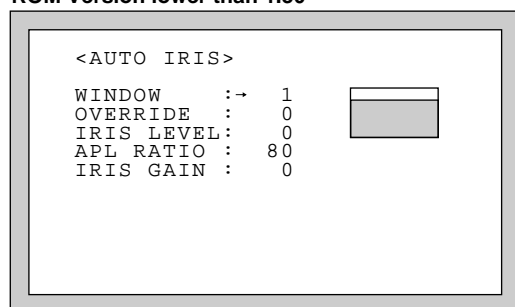 ROM Version lower than 1.30
<AUTO IRIS>
WINDOW :→ 1
OVERRIDE : 0
IRIS LEVEL: 0
APL RATIO : 80
IRIS GAIN : 0